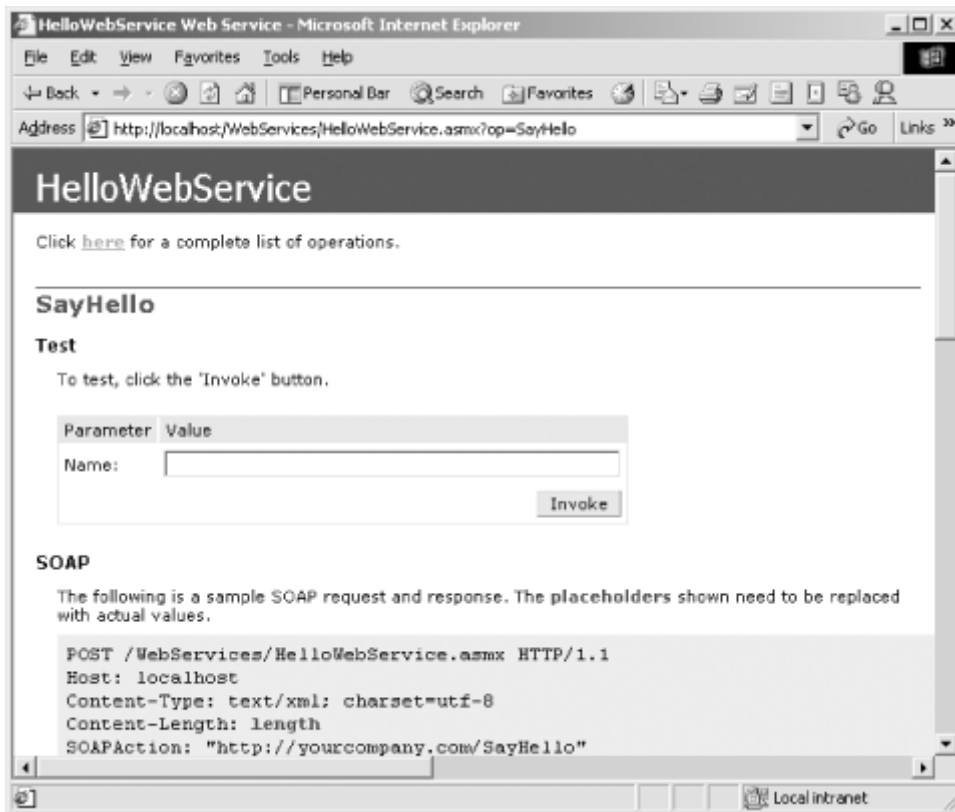 HelloWebService Web Service - Microsoft Internet Explorer
File Edit View Favorites Tools Help
Back Personal Bar Search Favorites
Address http://localhost/WebServices/HelloWebService.asmx?op=SayHello Go Links »
HelloWebService
Click here for a complete list of operations.
SayHello
Test
To test, click the 'Invoke' button.
Parameter Value
Name:
Invoke
SOAP
The following is a sample SOAP request and response. The placeholders shown need to be replaced
with actual values.
POST /WebServices/HelloWebService.asmx HTTP/1.1
Host: localhost
Content-Type: text/xml; charset=utf-8
Content-Length: length
SOAPAction: "http://yourcompany.com/SayHello"
Local intranet